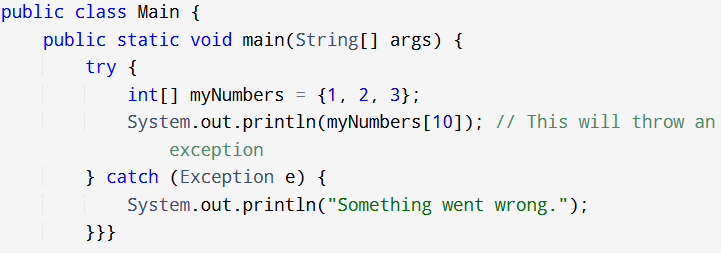 public class Main {
public static void main(String[] args) {
try {
int[] myNumbers = {1, 2, 3};
System.out.println(myNumbers[10]); // This will throw an
exception
} catch (Exception e) {
System.out.println("Something went wrong.");
}}}